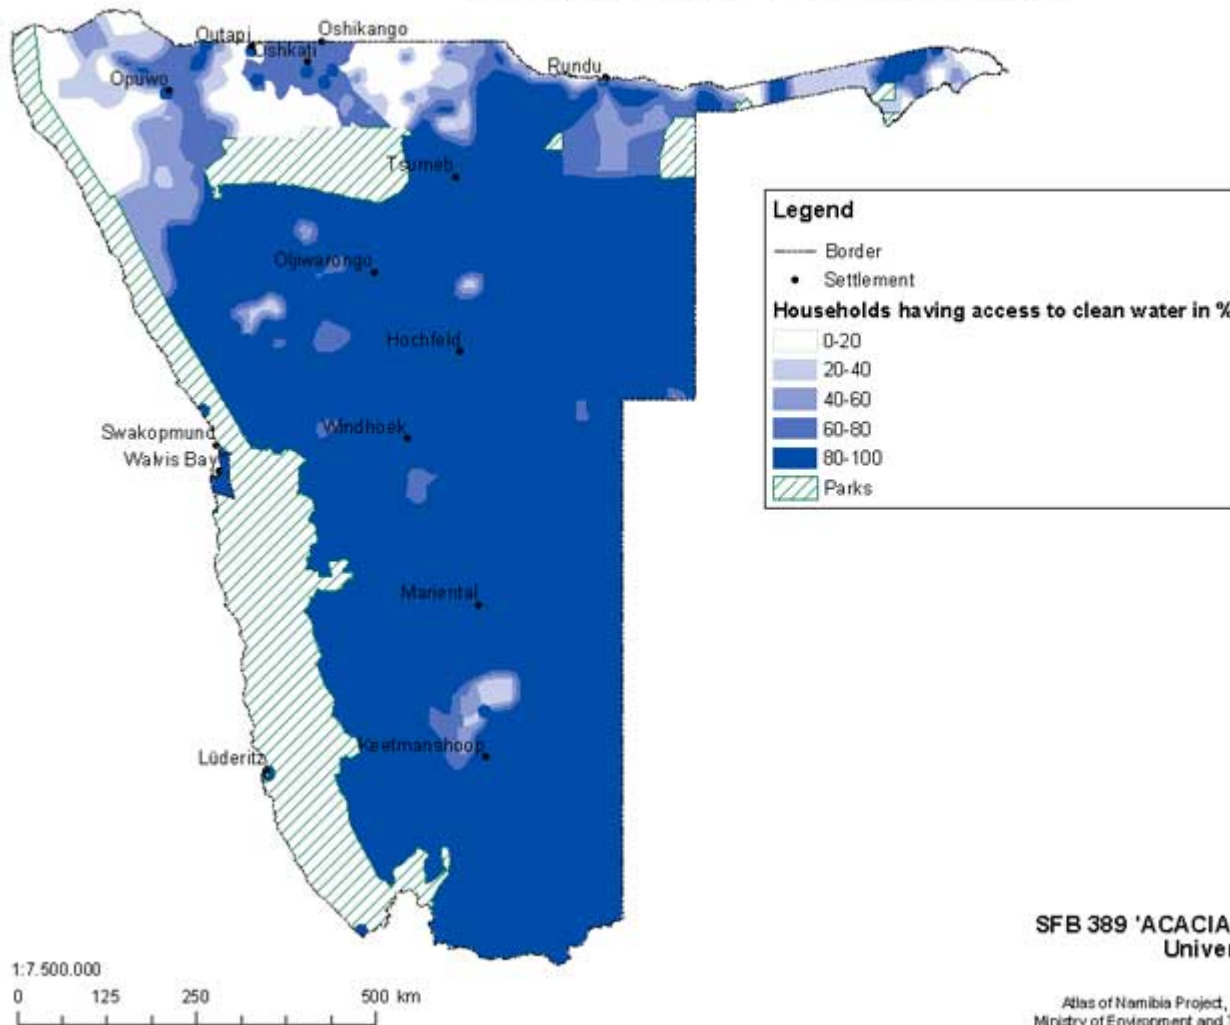 Outapi
Oshikango
Oshkati
Opuwo
Rundu
Tsumeb
Otjiwarongo
Hochfeld
Swakopmund
Windhoek
Walvis Bay
Mariental
Keetmanshoop
Lüderitz
Legend
Border
Settlement
Households having access to clean water in %
0-20
20-40
40-60
60-80
80-100
Parks
SFB 389 'ACACIA
Univer
1:7.500.000
0 125 250 500 km
Atlas of Namibia Project,
Ministry of Environment and